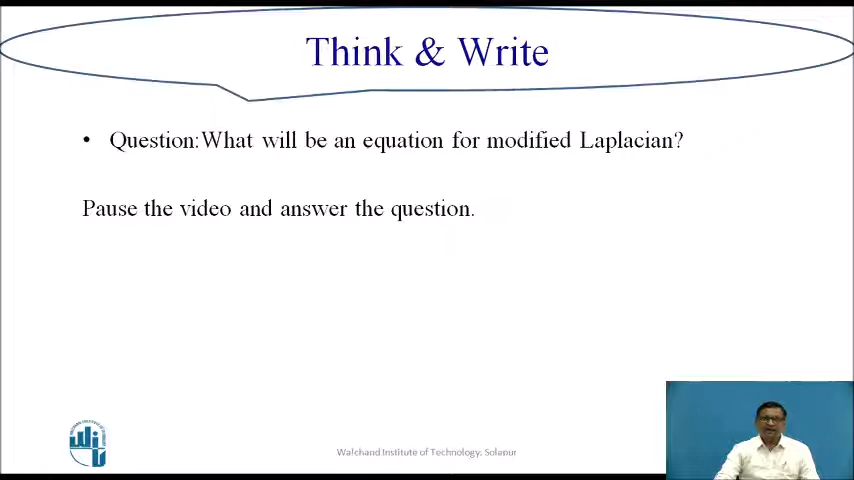 Think & Write
• Question:What will be an equation for modified Laplacian?
Pause the video and answer the question.
Walchand Institute of Technology, Solapur